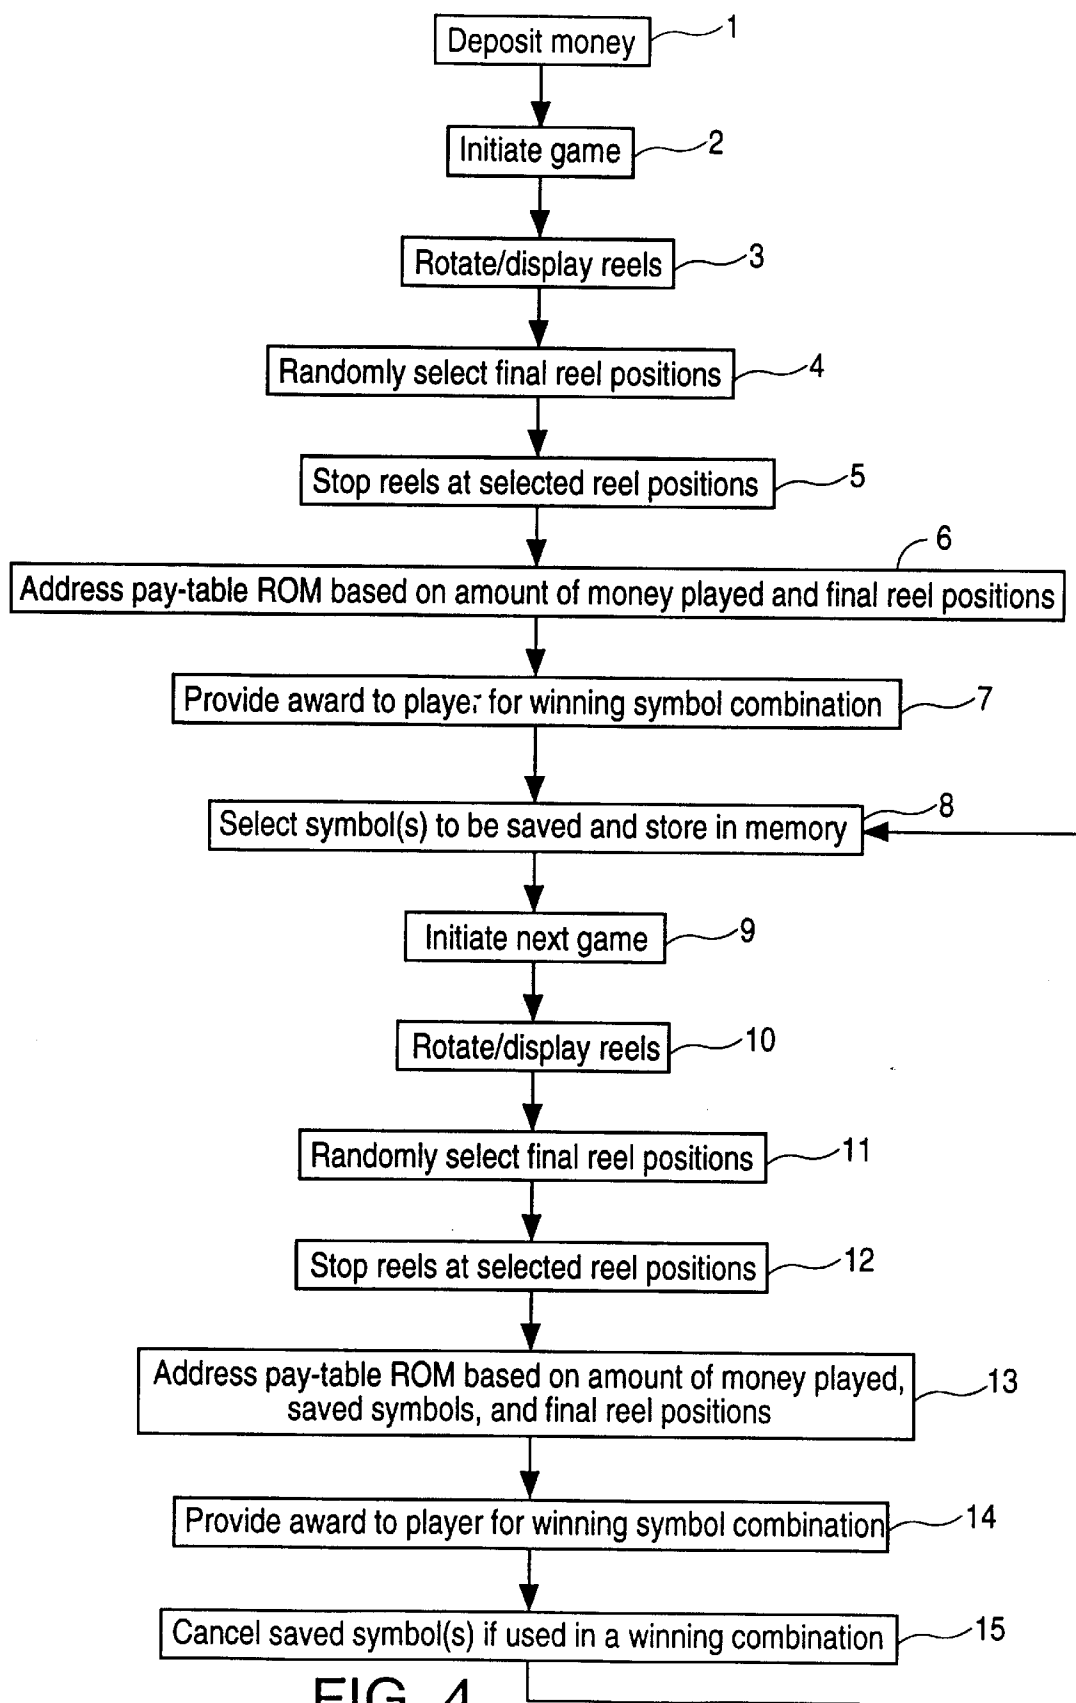 Deposit money
1
Initiate game
2
Rotate/display reels
3
Randomly select final reel positions
4
Stop reels at selected reel positions
5
6
Address pay-table ROM based on amount of money played and final reel positions
Provide award to player for winning symbol combination
7
Select symbol(s) to be saved and store in memory
8
Initiate next game
9
Rotate/display reels
10
Randomly select final reel positions
11
Stop reels at selected reel positions
12
Address pay-table ROM based on amount of money played,
saved symbols, and final reel positions
13
Provide award to player for winning symbol combination
14
Cancel saved symbol(s) if used in a winning combination
15
FIG. 4